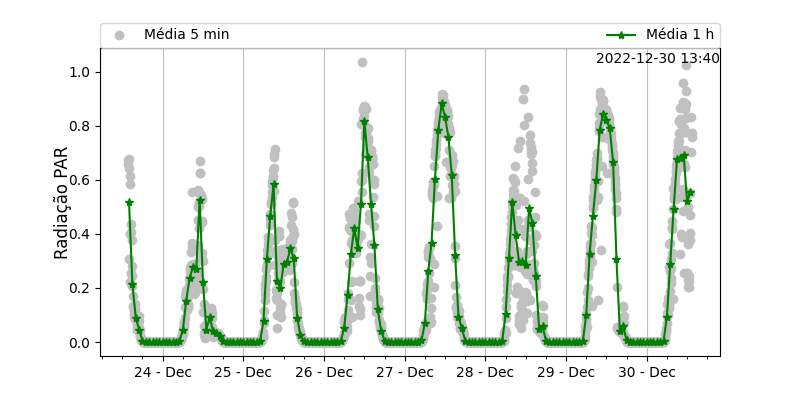 Média 5 min
Média 1 h
2022-12-30 13:40
Radiação PAR
1.0
0.8
0.6
0.4
0.2
0.0
24 - Dec
25 - Dec
26 - Dec
27 - Dec
28 - Dec
29 - Dec
30 - Dec